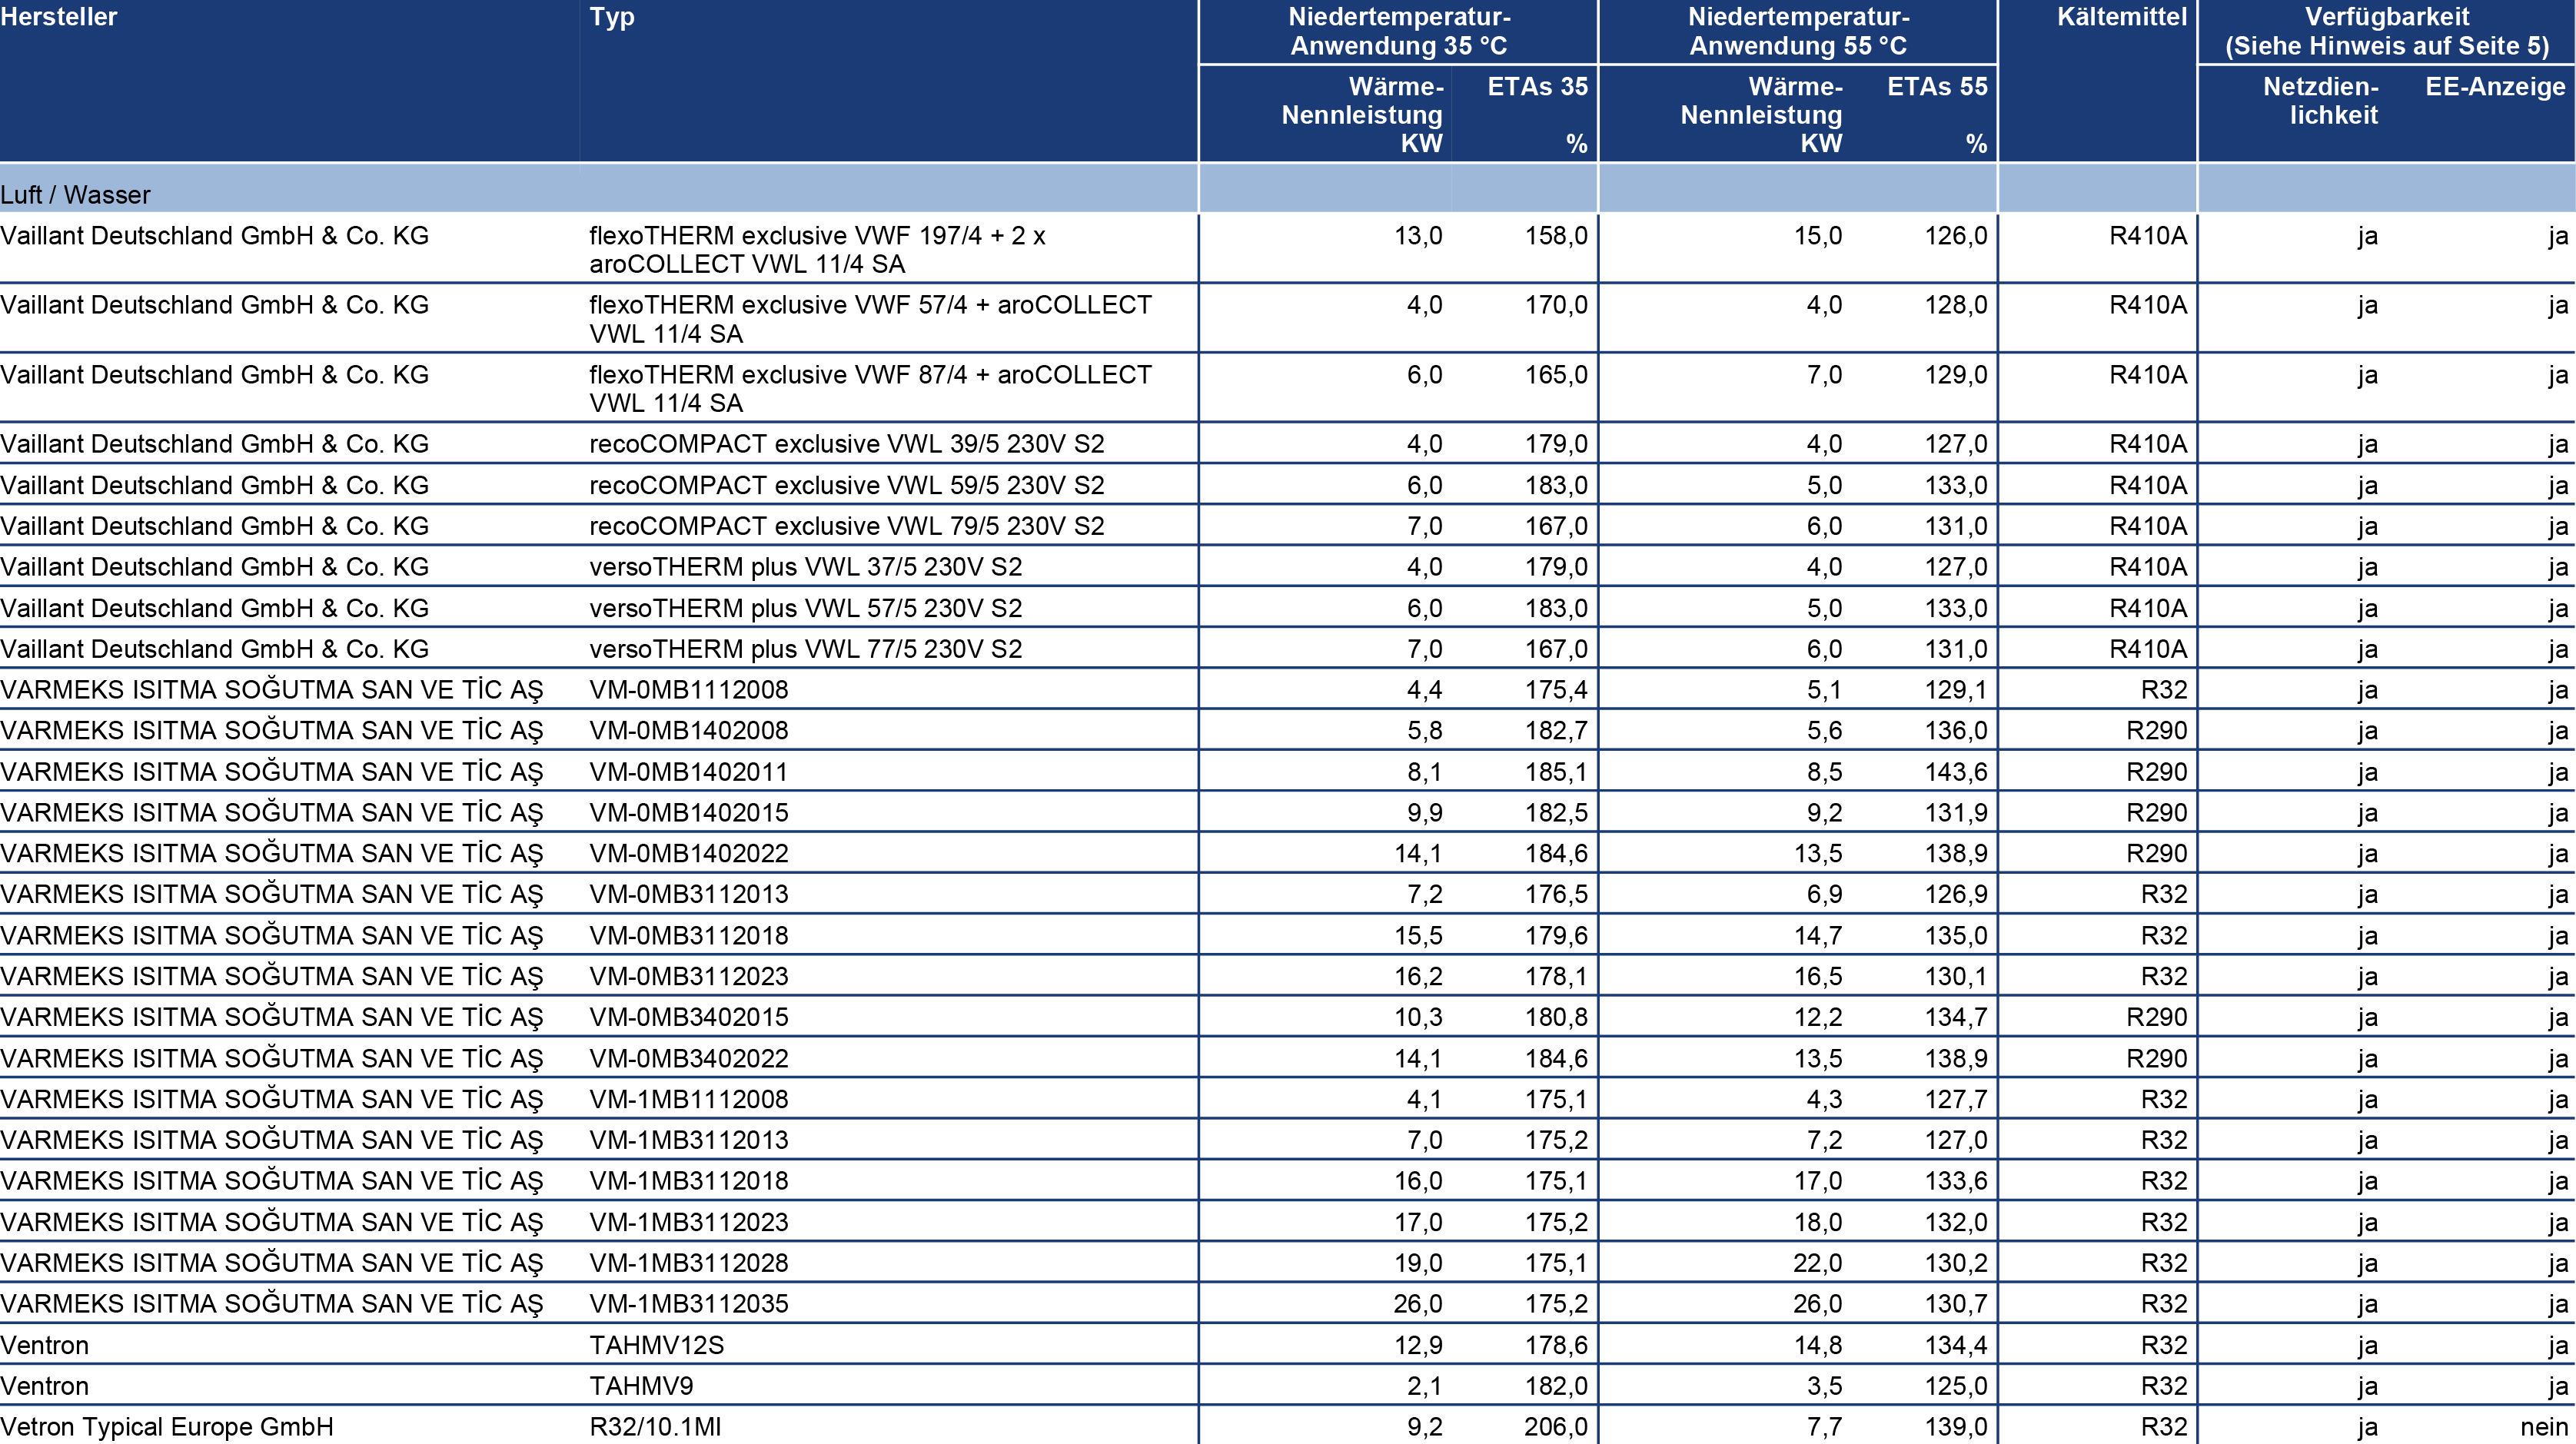 Hersteller Typ Niedertemperatur- Niedertemperatur- Kältemittel Verfügbarkeit
Anwendung 35 °C Anwendung 55 °C (Siehe Hinweis auf Seite 5)
Wärme- ETAs 35 Wärme- ETAs 55 Netzdien- EE-Anzeige
Nennleistung Nennleistung lichkeit
KW % KW %
Luft / Wasser
Vaillant Deutschland GmbH & Co. KG flexoTHERM exclusive VWF 197/4 + 2 x 13,0 158,0 15,0 126,0 R410A ja ja
aroCOLLECT VWL 11/4 SA
Vaillant Deutschland GmbH & Co. KG flexoTHERM exclusive VWF 57/4 + aroCOLLECT 4,0 170,0 4,0 128,0 R410A ja ja
VWL 11/4 SA
Vaillant Deutschland GmbH & Co. KG flexoTHERM exclusive VWF 87/4 + aroCOLLECT 6,0 165,0 7,0 129,0 R410A ja ja
VWL 11/4 SA
Vaillant Deutschland GmbH & Co. KG recoCOMPACT exclusive VWL 39/5 230V S2 4,0 179,0 4,0 127,0 R410A ja ja
Vaillant Deutschland GmbH & Co. KG recoCOMPACT exclusive VWL 59/5 230V S2 6,0 183,0 5,0 133,0 R410A ja ja
Vaillant Deutschland GmbH & Co. KG recoCOMPACT exclusive VWL 79/5 230V S2 7,0 167,0 6,0 131,0 R410A ja ja
Vaillant Deutschland GmbH & Co. KG versoTHERM plus VWL 37/5 230V S2 4,0 179,0 4,0 127,0 R410A ja ja
Vaillant Deutschland GmbH & Co. KG versoTHERM plus VWL 57/5 230V S2 6,0 183,0 5,0 133,0 R410A ja ja
Vaillant Deutschland GmbH & Co. KG versoTHERM plus VWL 77/5 230V S2 7,0 167,0 6,0 131,0 R410A ja ja
VARMEKS ISITMA SOĞUTMA SAN VE TİC AŞ VM-0MB1112008 4,4 175,4 5,1 129,1 R32 ja ja
VARMEKS ISITMA SOĞUTMA SAN VE TİC AŞ VM-0MB1402008 5,8 182,7 5,6 136,0 R290 ja ja
VARMEKS ISITMA SOĞUTMA SAN VE TİC AŞ VM-0MB1402011 8,1 185,1 8,5 143,6 R290 ja ja
VARMEKS ISITMA SOĞUTMA SAN VE TİC AŞ VM-0MB1402015 9,9 182,5 9,2 131,9 R290 ja ja
VARMEKS ISITMA SOĞUTMA SAN VE TİC AŞ VM-0MB1402022 14,1 184,6 13,5 138,9 R290 ja ja
VARMEKS ISITMA SOĞUTMA SAN VE TİC AŞ VM-0MB3112013 7,2 176,5 6,9 126,9 R32 ja ja
VARMEKS ISITMA SOĞUTMA SAN VE TİC AŞ VM-0MB3112018 15,5 179,6 14,7 135,0 R32 ja ja
VARMEKS ISITMA SOĞUTMA SAN VE TİC AŞ VM-0MB3112023 16,2 178,1 16,5 130,1 R32 ja ja
VARMEKS ISITMA SOĞUTMA SAN VE TİC AŞ VM-0MB3402015 10,3 180,8 12,2 134,7 R290 ja ja
VARMEKS ISITMA SOĞUTMA SAN VE TİC AŞ VM-0MB3402022 14,1 184,6 13,5 138,9 R290 ja ja
VARMEKS ISITMA SOĞUTMA SAN VE TİC AŞ VM-1MB1112008 4,1 175,1 4,3 127,7 R32 ja ja
VARMEKS ISITMA SOĞUTMA SAN VE TİC AŞ VM-1MB3112013 7,0 175,2 7,2 127,0 R32 ja ja
VARMEKS ISITMA SOĞUTMA SAN VE TİC AŞ VM-1MB3112018 16,0 175,1 17,0 133,6 R32 ja ja
VARMEKS ISITMA SOĞUTMA SAN VE TİC AŞ VM-1MB3112023 17,0 175,2 18,0 132,0 R32 ja ja
VARMEKS ISITMA SOĞUTMA SAN VE TİC AŞ VM-1MB3112028 19,0 175,1 22,0 130,2 R32 ja ja
VARMEKS ISITMA SOĞUTMA SAN VE TİC AŞ VM-1MB3112035 26,0 175,2 26,0 130,7 R32 ja ja
Ventron TAHMV12S 12,9 178,6 14,8 134,4 R32 ja ja
Ventron TAHMV9 2,1 182,0 3,5 125,0 R32 ja ja
Vetron Typical Europe GmbH R32/10.1MI 9,2 206,0 7,7 139,0 R32 ja nein